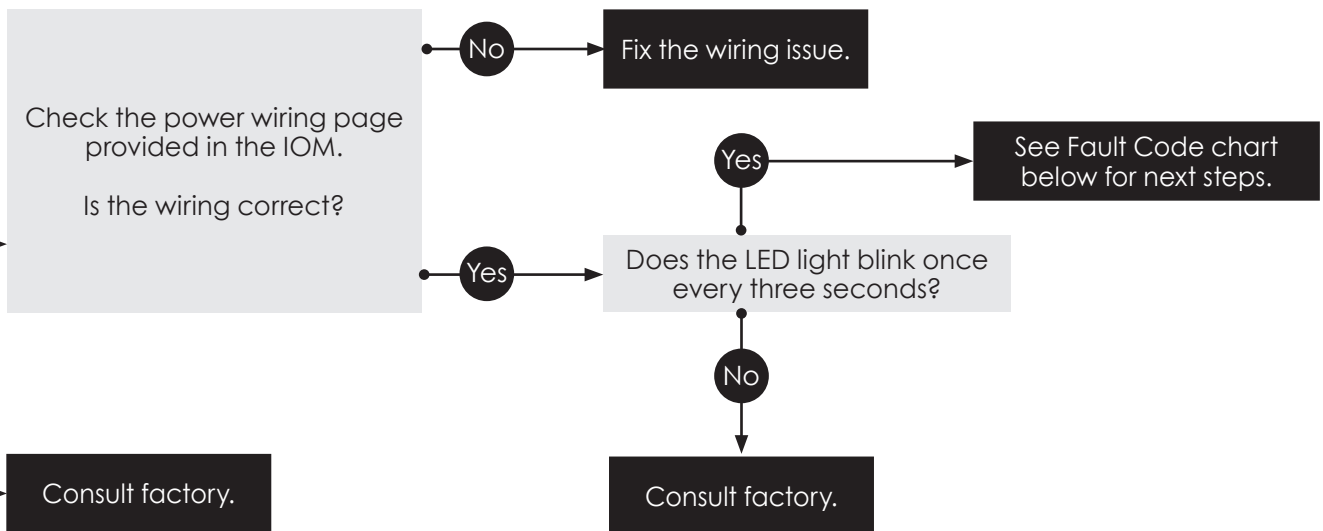 Check the power wiring page
provided in the IOM.
Is the wiring correct?
No
Fix the wiring issue.
Yes
See Fault Code chart
below for next steps.
Yes
Does the LED light blink once
every three seconds?
No
Consult factory.
Consult factory.